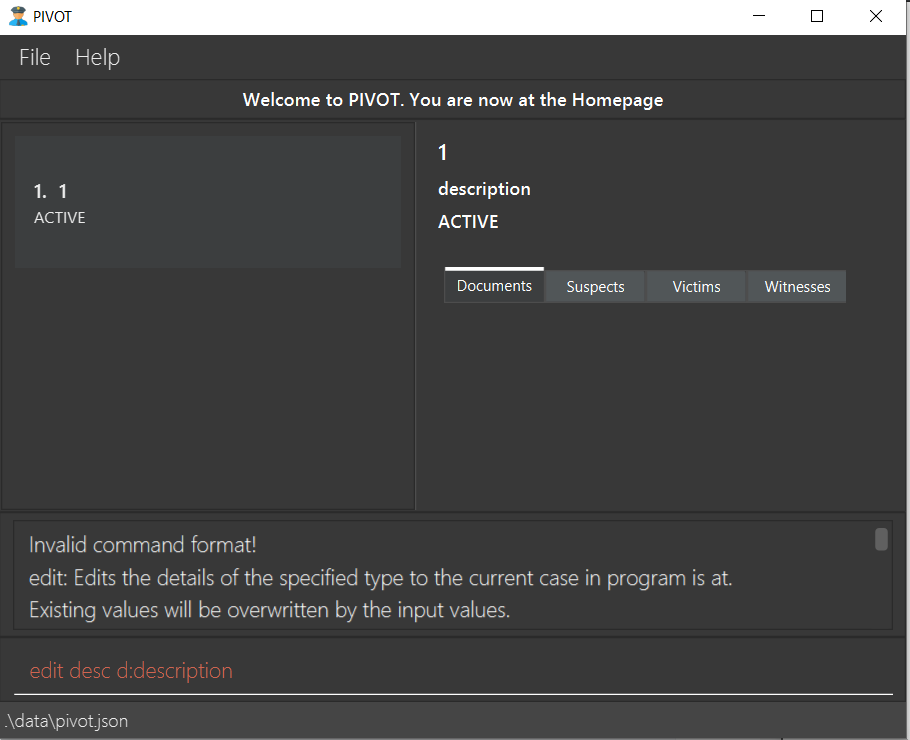 PIVOT
File Help
Welcome to PIVOT. You are now at the Homepage
1. 1
ACTIVE
1
description
ACTIVE
Documents Suspects Victims Witnesses
Invalid command format!
edit: Edits the details of the specified type to the current case in program is at.
Existing values will be overwritten by the input values.
edit desc d:description
.\data\pivot.json